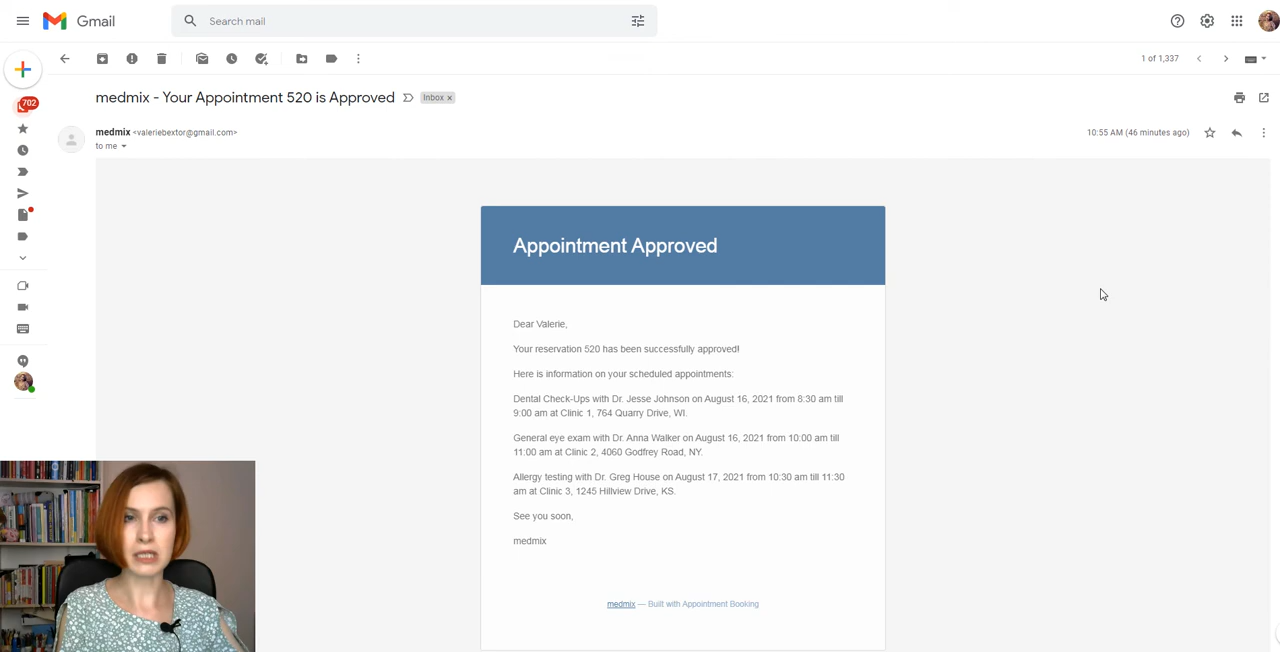 Gmail
Search mail
1 of 1,337
702
medmix - Your Appointment 520 is Approved
Inbox x
medmix <valeriebextor@gmail.com>
10:55 AM (46 minutes ago)
to me
Appointment Approved
Dear Valerie,
Your reservation 520 has been successfully approved!
Here is information on your scheduled appointments:
Dental Check-Ups with Dr. Jesse Johnson on August 16, 2021 from 8:30 am till
9:00 am at Clinic 1, 764 Quarry Drive, WI.
General eye exam with Dr. Anna Walker on August 16, 2021 from 10:00 am till
11:00 am at Clinic 2, 4060 Godfrey Road, NY.
Allergy testing with Dr. Greg House on August 17, 2021 from 10:30 am till 11:30
am at Clinic 3, 1245 Hillview Drive, KS.
See you soon,
medmix
medmix — Built with Appointment Booking